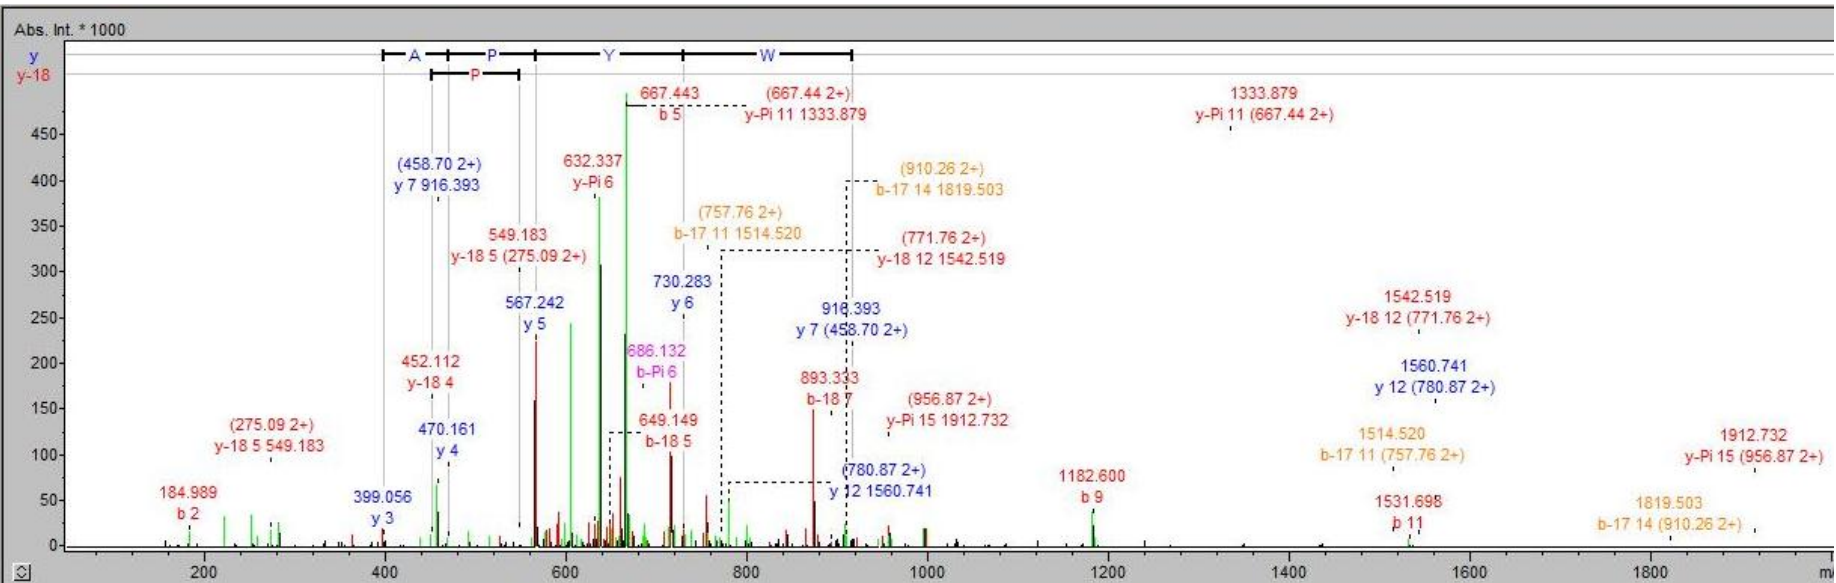 Abs. Int. * 1000
y
y-18
A
P
Y
W
P
667.443
b 5
(667.44 2+)
y-Pi 11 1333.879
1333.879
y-Pi 11 (667.44 2+)
(458.70 2+)
y 7 916.393
632.337
y-Pi 6
(910.26 2+)
b-17 14 1819.503
(757.76 2+)
b-17 11 1514.520
549.183
y-18 5 (275.09 2+)
(771.76 2+)
y-18 12 1542.519
567.242
y 5
730.283
y 6
916.393
y 7 (458.70 2+)
1542.519
y-18 12 (771.76 2+)
452.112
y-18 4
686.132
b-Pi 6
893.333
b-18 7
1560.741
y 12 (780.87 2+)
(275.09 2+)
y-18 5 549.183
470.161
y 4
649.149
b-18 5
(956.87 2+)
y-Pi 15 1912.732
1514.520
b-17 11 (757.76 2+)
1912.732
y-Pi 15 (956.87 2+)
184.989
b 2
399.056
y 3
(780.87 2+)
y 12 1560.741
1182.600
b 9
1531.698
b 11
1819.503
b-17 14 (910.26 2+)
450
400
350
300
250
200
150
100
50
0
200
400
600
800
1000
1200
1400
1600
1800